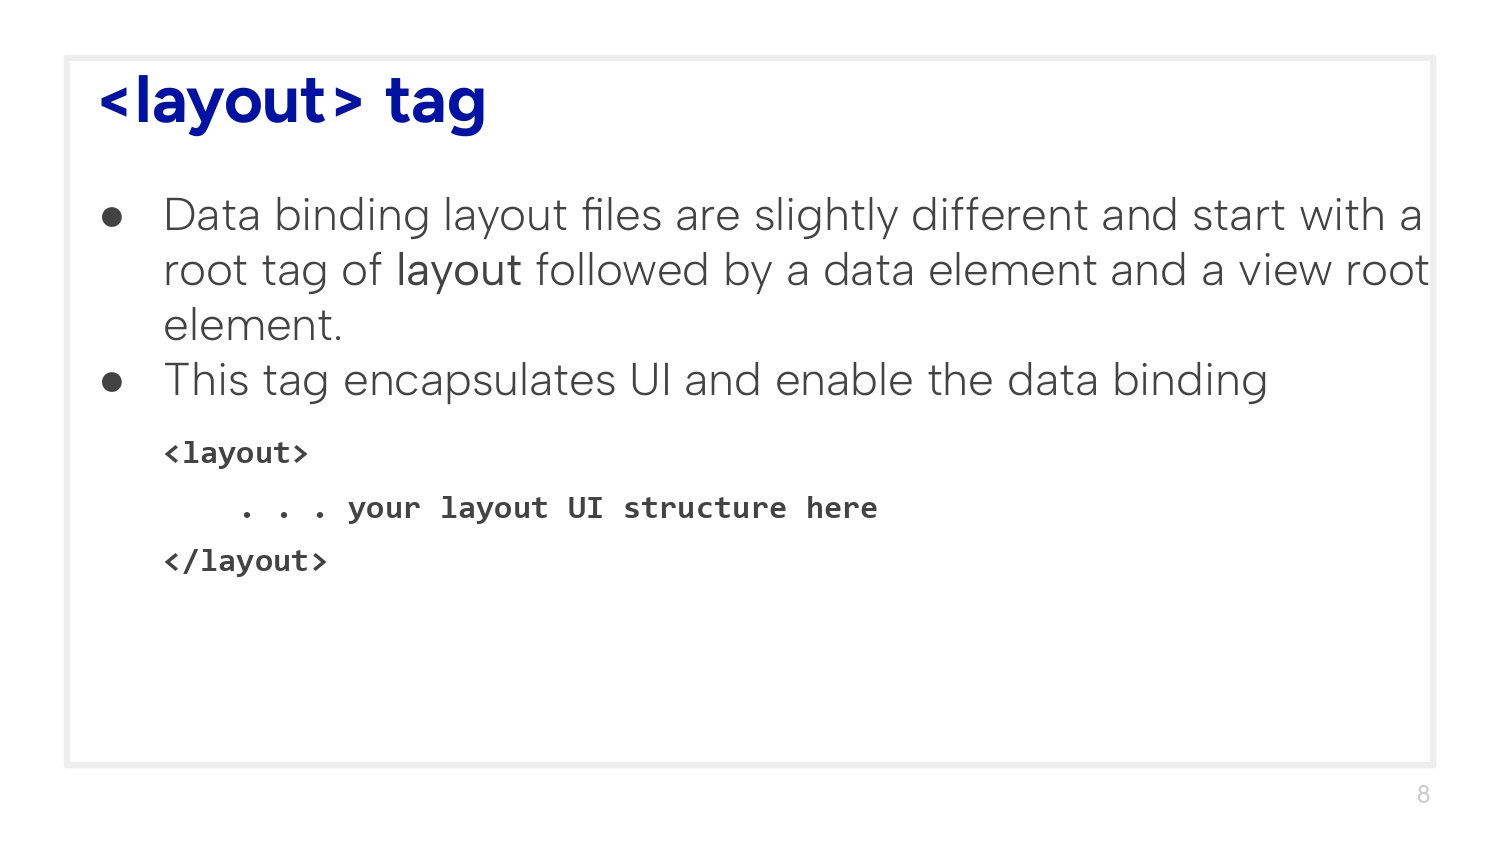 <layout> tag
● Data binding layout files are slightly different and start with a
root tag of layout followed by a data element and a view root
element.
● This tag encapsulates UI and enable the data binding
<layout>
. . . your layout UI structure here
</layout>
8